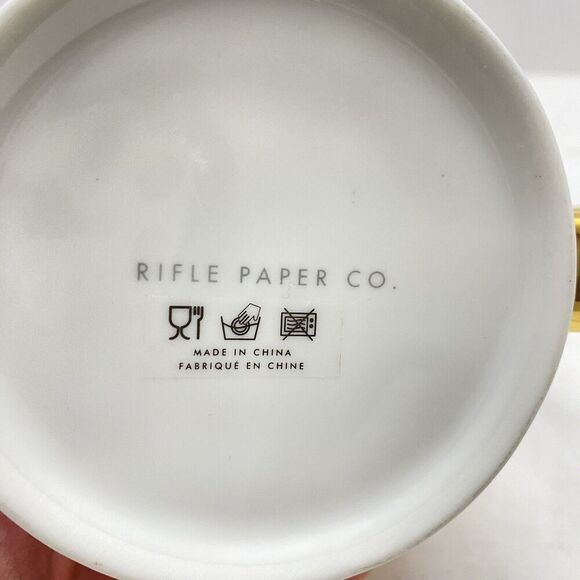 RIFLE PAPER CO.
MADE IN CHINA
FABRIQUÉ EN CHINE